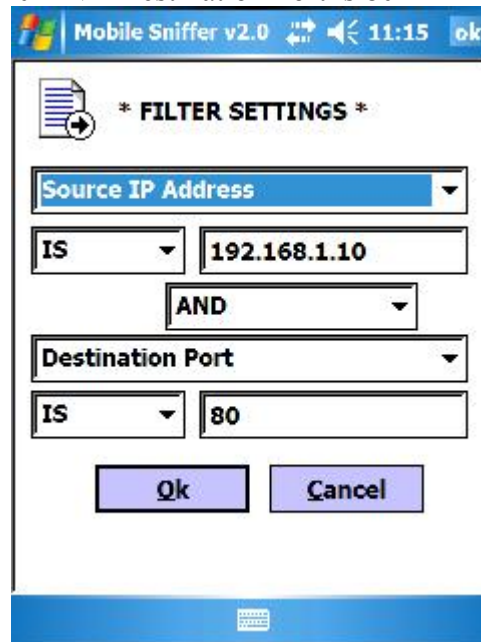 Mobile Sniffer v2.0 11:15 ok
* FILTER SETTINGS *
Source IP Address
IS 192.168.1.10
AND
Destination Port
IS 80
Ok Cancel